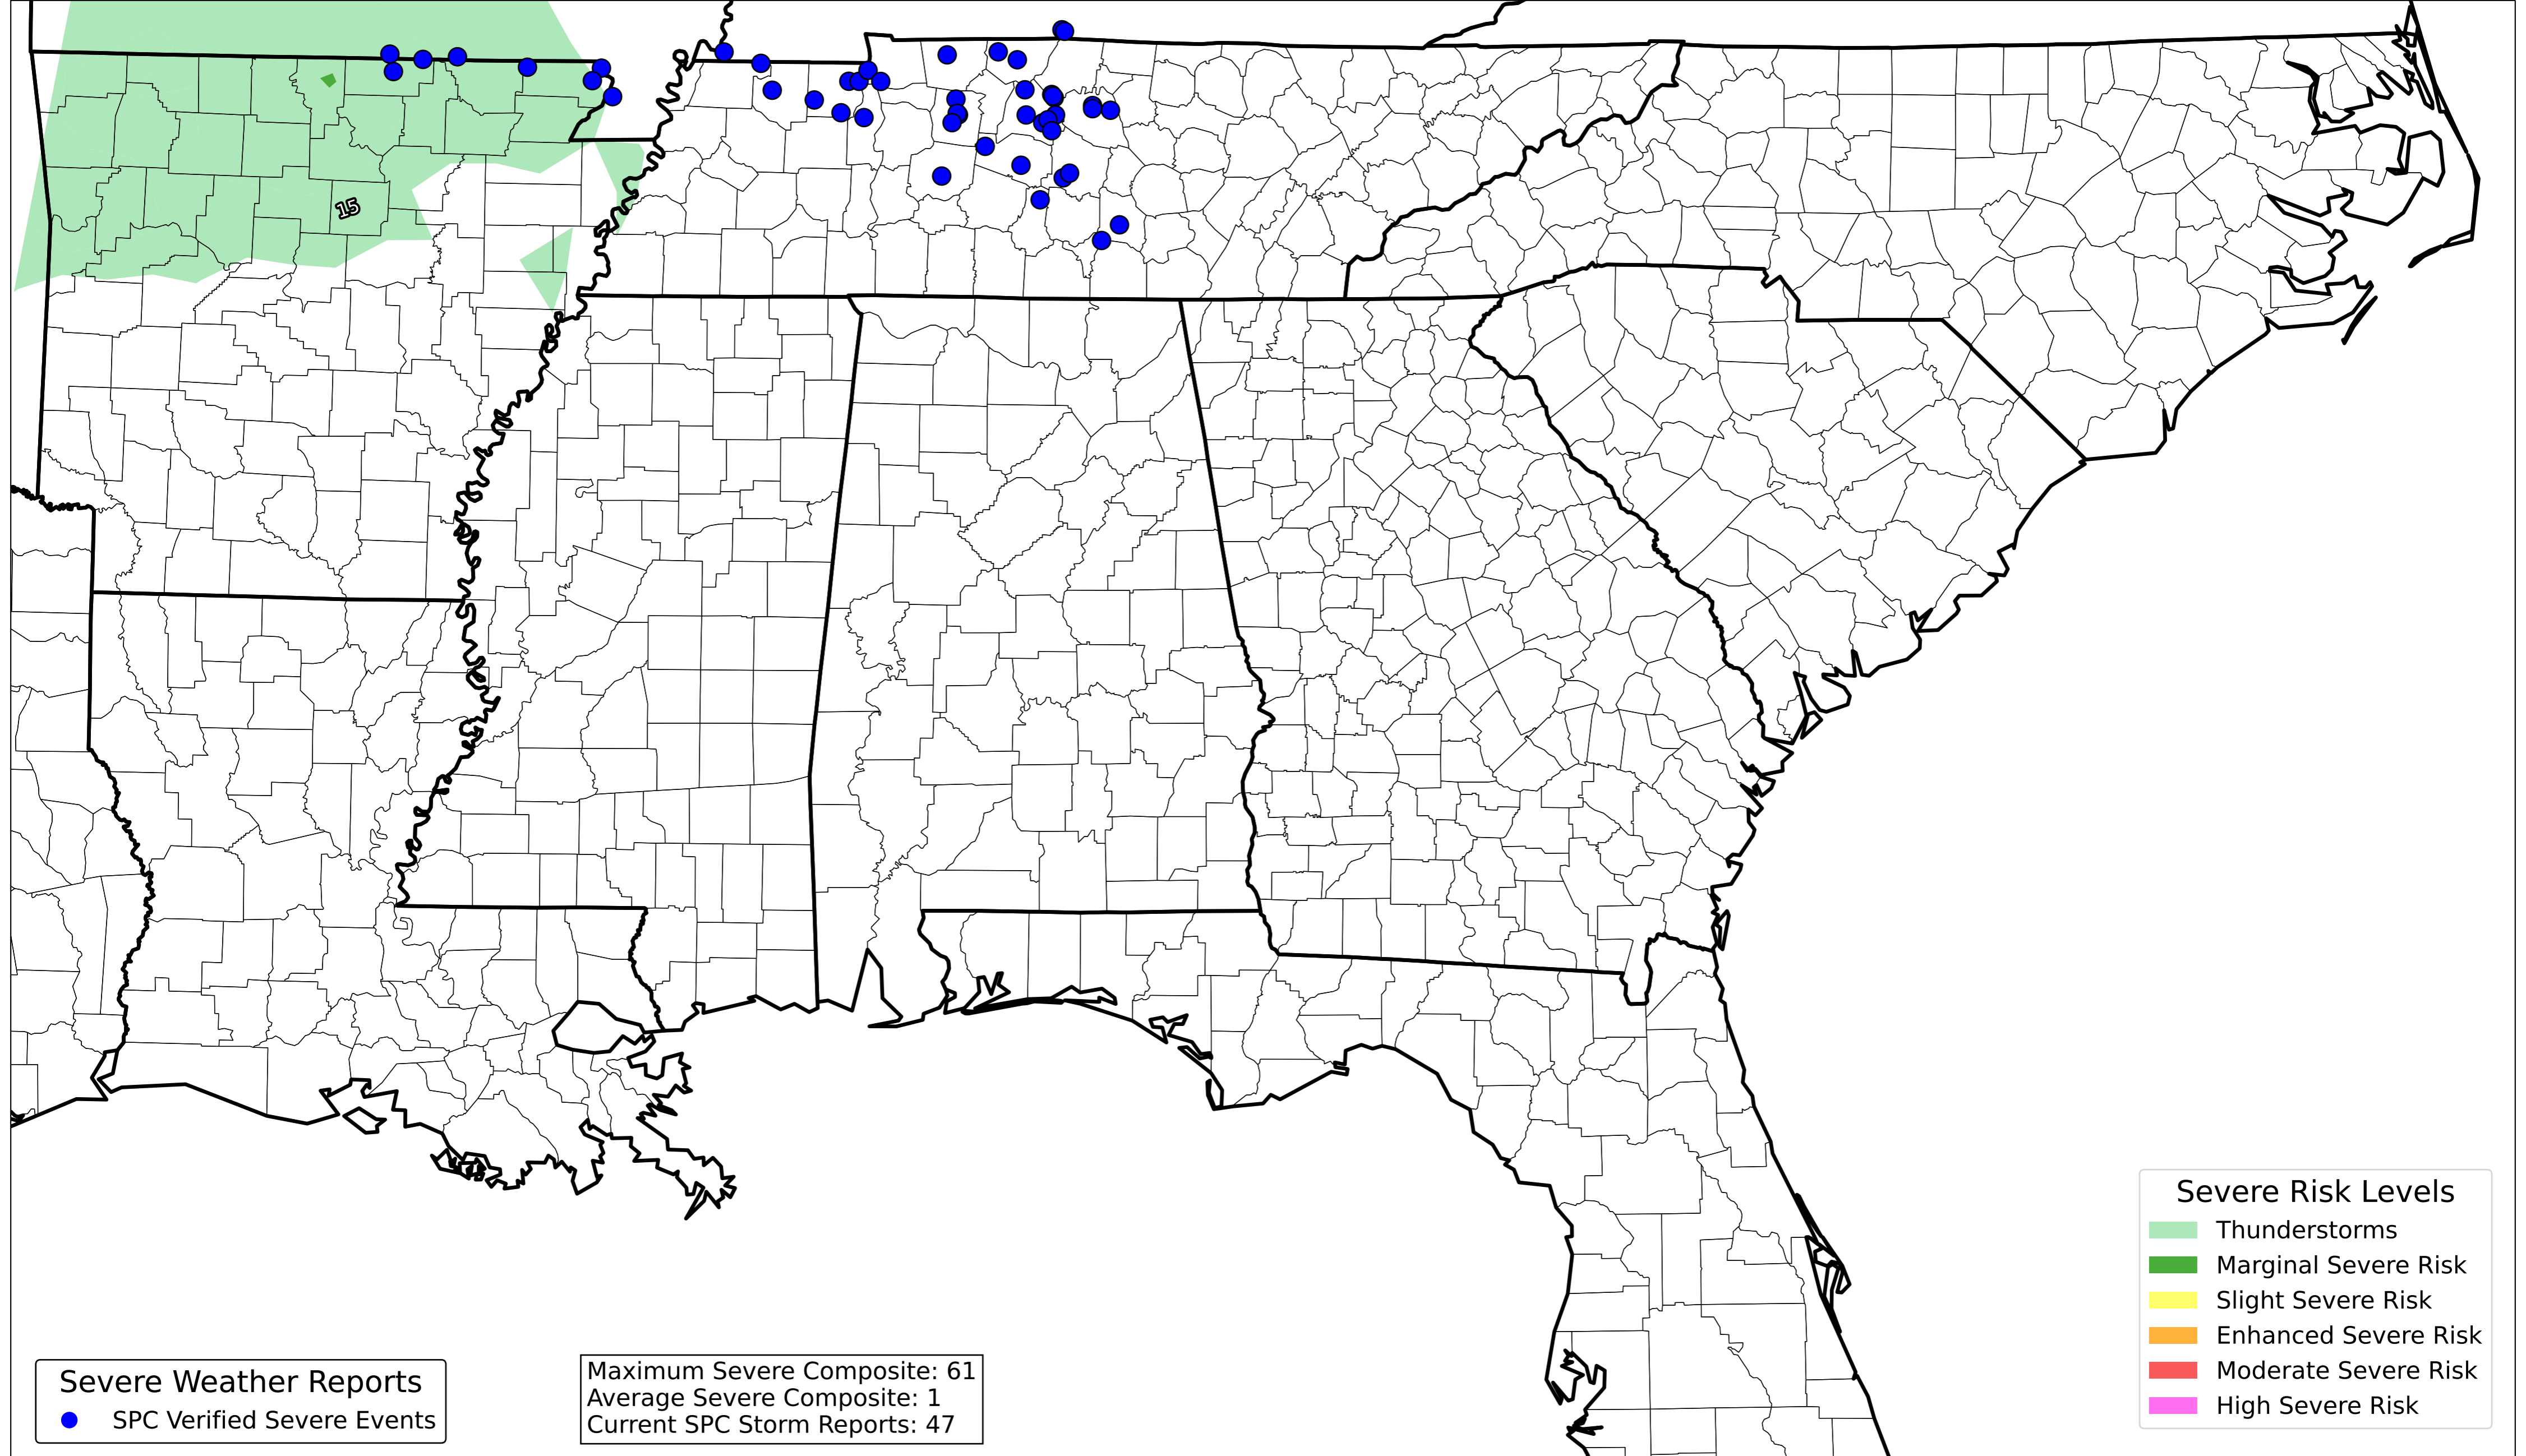 15
Severe Risk Levels
Thunderstorms
Marginal Severe Risk
Slight Severe Risk
Enhanced Severe Risk
Moderate Severe Risk
High Severe Risk
Severe Weather Reports
SPC Verified Severe Events
Maximum Severe Composite: 61
Average Severe Composite: 1
Current SPC Storm Reports: 47